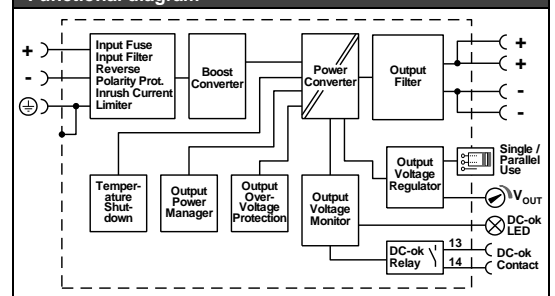 Functional diagram
+
-
Input Fuse
Input Filter
Reverse
Polarity Prot.
Inrush Current
Limiter
Boost
Converter
Power
Converter
Output
Filter
+
+
-
-
Temper-
ature
Shut-
down
Output
Power
Manager
Output
Over-
Voltage
Protection
Output
Voltage
Monitor
Output
Voltage
Regulator
Single /
Parallel
Use
VOUT
DC-ok
LED
DC-ok
Relay
13
14
DC-ok
Contact